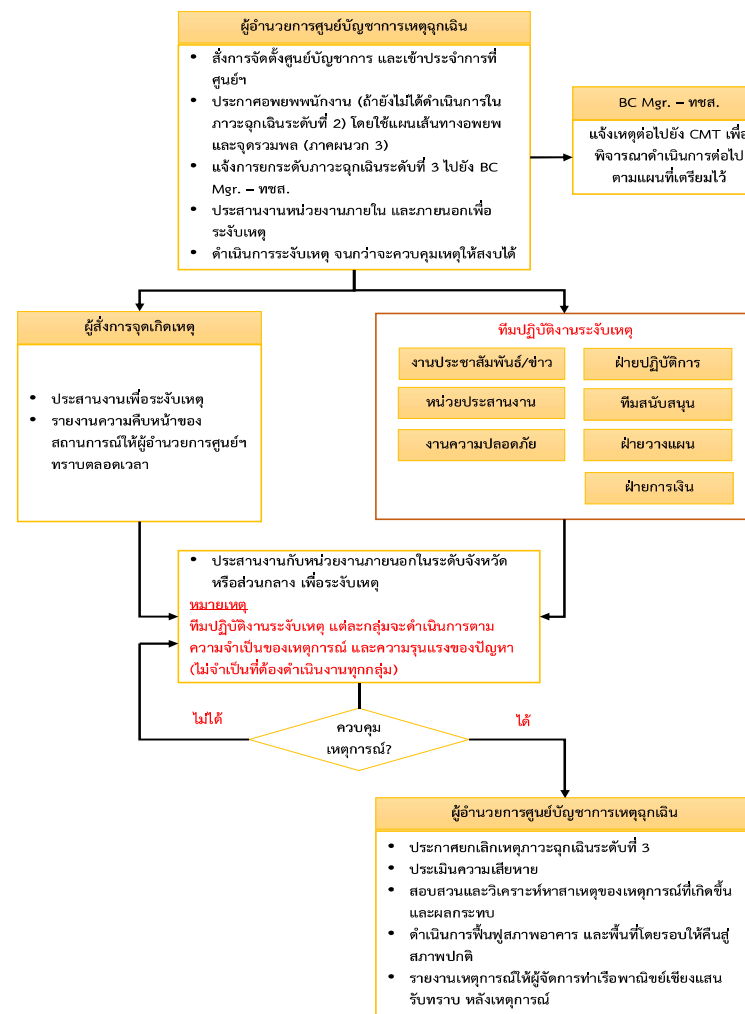 ผู้อำนวยการศูนย์บัญชาการเหตุฉุกเฉิน
• สั่งการจัดตั้งศูนย์บัญชาการ และเข้าประจำการที่
ศูนย์ฯ
• ประกาศอพยพพนักงาน (ถ้ายังไม่ได้ดำเนินการใน
ภาวะฉุกเฉินระดับที่ 2) โดยใช้แผนเส้นทางอพยพ
และจุดรวมพล (ภาคผนวก 3)
• แจ้งการยกระดับภาวะฉุกเฉินระดับที่ 3 ไปยัง BC
Mgr. – ทชส.
• ประสานงานหน่วยงานภายใน และภายนอกเพื่อ
ระงับเหตุ
• ดำเนินการระงับเหตุ จนกว่าจะควบคุมเหตุให้สงบได้
BC Mgr. – ทชส.
แจ้งเหตุต่อไปยัง CMT เพื่อ
พิจารณาดำเนินการต่อไป
ตามแผนที่เตรียมไว้
ผู้สั่งการจุดเกิดเหตุ
• ประสานงานเพื่อระงับเหตุ
• รายงานความคืบหน้าของ
สถานการณ์ให้ผู้อำนวยการศูนย์ฯ
ทราบตลอดเวลา
ทีมปฏิบัติงานระงับเหตุ
งานประชาสัมพันธ์/ข่าว
ฝ่ายปฏิบัติการ
หน่วยประสานงาน
ทีมสนับสนุน
งานความปลอดภัย
ฝ่ายวางแผน
ฝ่ายการเงิน
• ประสานงานกับหน่วยงานภายนอกในระดับจังหวัด
หรือส่วนกลาง เพื่อระงับเหตุ
หมายเหตุ
ทีมปฏิบัติงานระงับเหตุ แต่ละกลุ่มจะดำเนินการตาม
ความจำเป็นของเหตุการณ์ และความรุนแรงของปัญหา
(ไม่จำเป็นที่ต้องดำเนินงานทุกกลุ่ม)
ไม่ได้
ได้
ควบคุม
เหตุการณ์?
ผู้อำนวยการศูนย์บัญชาการเหตุฉุกเฉิน
• ประกาศยกเลิกเหตุภาวะฉุกเฉินระดับที่ 3
• ประเมินความเสียหาย
• สอบสวนและวิเคราะห์หาสาเหตุของเหตุการณ์ที่เกิดขึ้น
และผลกระทบ
• ดำเนินการฟื้นฟูสภาพอาคาร และพื้นที่โดยรอบให้คืนสู่
สภาพปกติ
• รายงานเหตุการณ์ให้ผู้จัดการท่าเรือพาณิชย์เชียงแสน
รับทราบ หลังเหตุการณ์